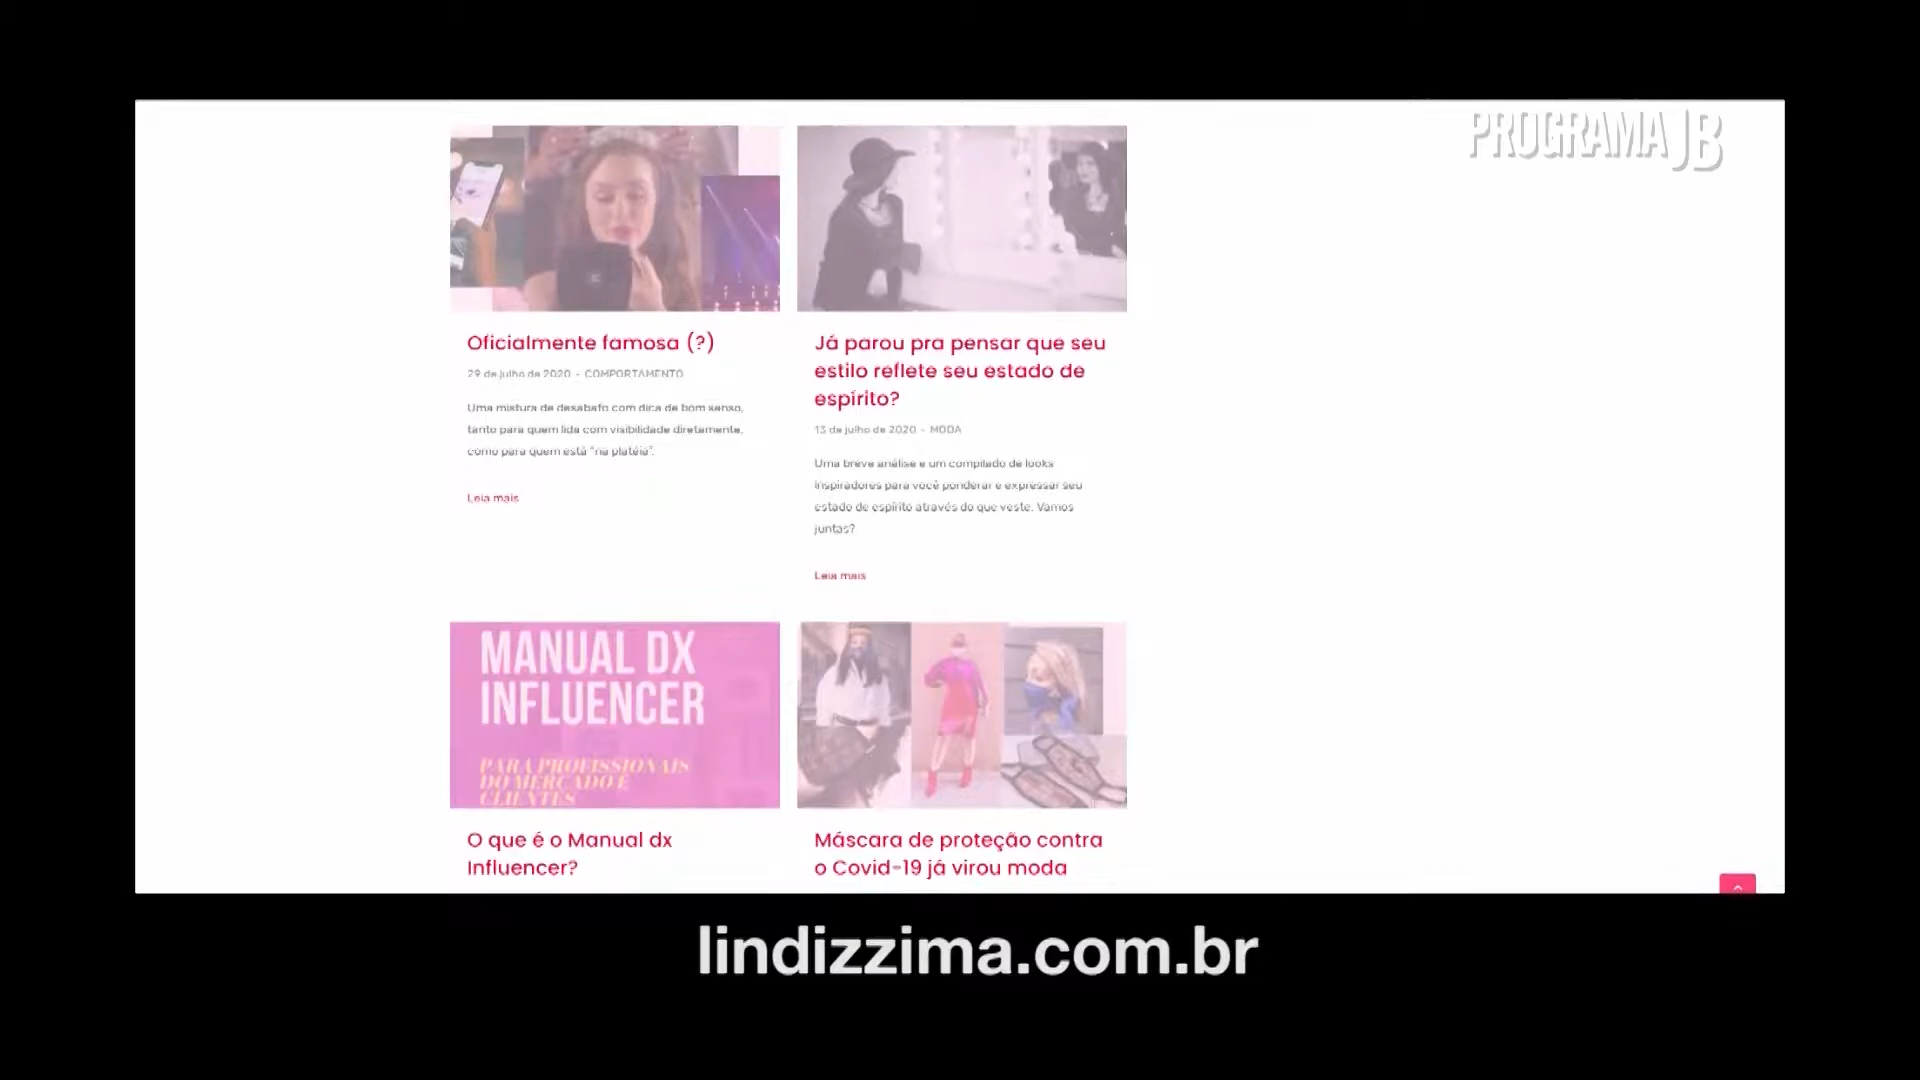 PROGRAMA JB
Oficialmente famosa (?)
29 de julho de 2020 - COMPORTAMENTO
Uma mistura de desabafo com dica de bom senso,
tanto para quem lida com visibilidade diretamente,
como para quem está "na platéia".
Leia mais
Já parou pra pensar que seu
estilo reflete seu estado de
espírito?
13 de julho de 2020 - MODA
Uma breve análise e um compilado de looks
inspiradores para você ponderar e expressar seu
estado de espírito através do que veste. Vamos
juntas?
Leia mais
MANUAL DX
INFLUENCER
PARA PROFISSIONAIS
DO MERCADO E
CLIENTES
O que é o Manual dx
Influencer?
Máscara de proteção contra
o Covid-19 já virou moda
lindizzima.com.br